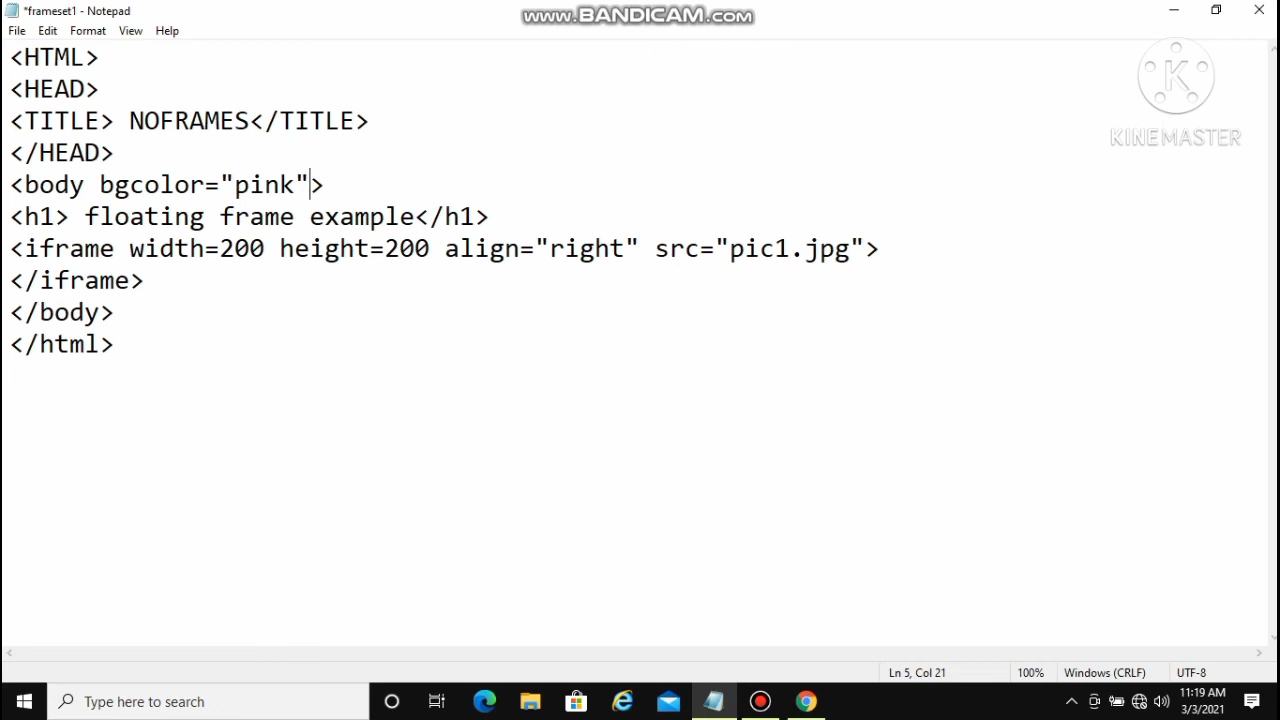 *frameset1 - Notepad
www.BANDICAM.com
File Edit Format View Help
<HTML>
<HEAD>
<TITLE> NOFRAMES</TITLE>
</HEAD>
<body bgcolor="pink">
<h1> floating frame example</h1>
<iframe width=200 height=200 align="right" src="pic1.jpg">
</iframe>
</body>
</html>
K
KINEMASTER
Ln 5, Col 21 100% Windows (CRLF) UTF-8
Type here to search
11:19 AM
3/3/2021